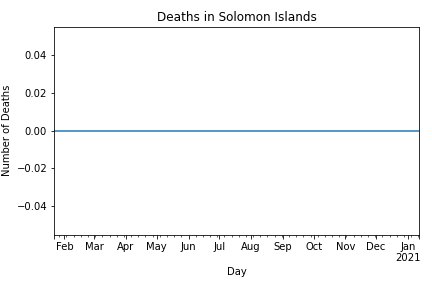 Deaths in Solomon Islands
Number of Deaths
0.04
0.02
0.00
−0.02
−0.04
Feb Mar Apr May Jun Jul Aug Sep Oct Nov Dec Jan
2021
Day